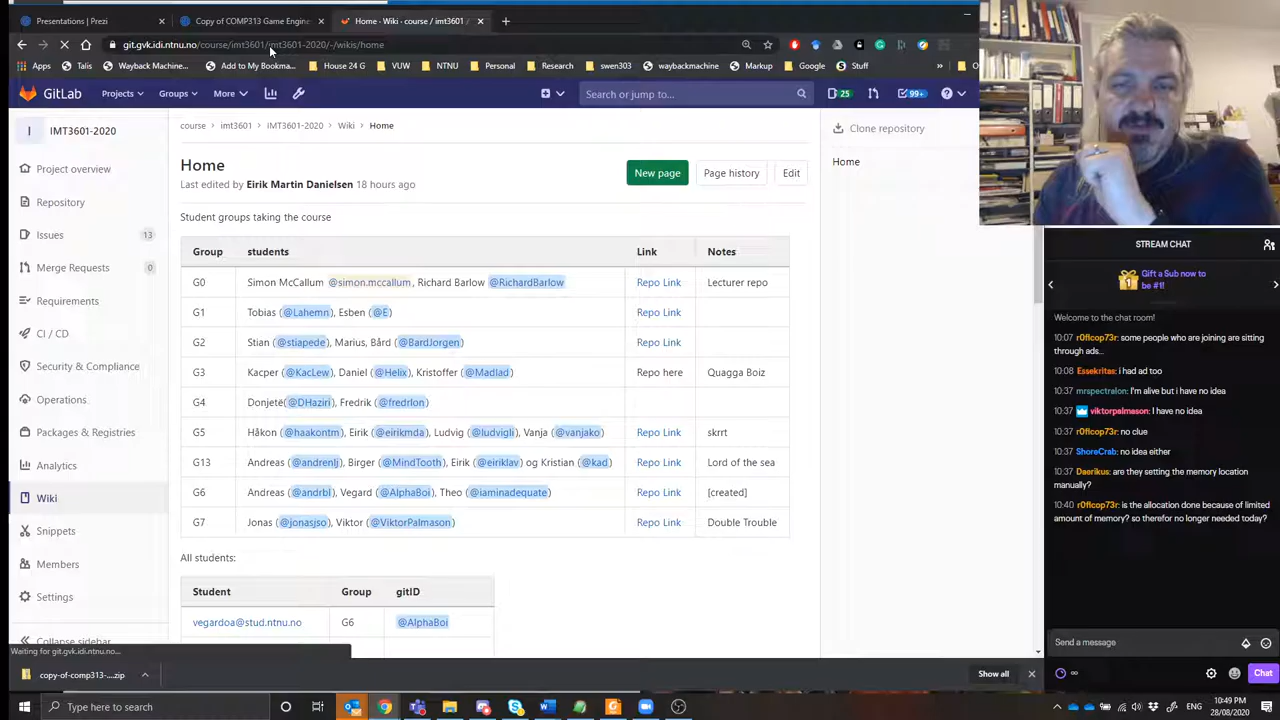 Presentations | Prezi
Copy of COMP313 Game Engine
Home · Wiki · course / imt3601 /
git.gvk.idi.ntnu.no/course/imt3601/imt3601-2020/-/wikis/home
Apps
Talis
Wayback Machine...
Add to My Bookma...
House 24 G
VUW
NTNU
Personal
Research
swen303
waybackmachine
Markup
Google
Stuff
GitLab
Projects
Groups
More
Search or jump to...
25
99+
IMT3601-2020
Project overview
Repository
Issues 13
Merge Requests 0
Requirements
CI / CD
Security & Compliance
Operations
Packages & Registries
Analytics
Wiki
Snippets
Members
Settings
Collapse sidebar
course > imt3601 > IMT3601-2020 > Wiki > Home
Home
Last edited by Eirik Martin Danielsen 18 hours ago
New page
Page history
Edit
Clone repository
Home
Student groups taking the course
Group students Link Notes
G0 Simon McCallum @simon.mccallum, Richard Barlow @RichardBarlow Repo Link Lecturer repo
G1 Tobias (@Lahemn), Esben (@E) Repo Link
G2 Stian (@stiapede), Marius, Bård (@BardJorgen) Repo Link
G3 Kacper (@KacLew), Daniel (@Helix), Kristoffer (@Madlad) Repo here Quagga Boiz
G4 Donjetë(@DHaziri), Fredrik (@fredrlon) Repo Link
G5 Håkon (@haakontm), Eirik (@eirikmda), Ludvig (@ludvigli), Vanja (@vanjako) Repo Link skrrt
G13 Andreas (@andrenlj), Birger (@MindTooth), Eirik (@eiriklav) og Kristian (@kad) Repo Link Lord of the sea
G6 Andreas (@andrbl), Vegard (@AlphaBoi), Theo (@iaminadequate) Repo Link [created]
G7 Jonas (@jonasjso), Viktor (@ViktorPalmason) Repo Link Double Trouble
All students:
Student Group gitID
vegardoa@stud.ntnu.no G6 @AlphaBoi
Waiting for git.gvk.idi.ntnu.no...
copy-of-comp313-....zip
Show all
STREAM CHAT
Gift a Sub now to
be #1!
Welcome to the chat room!
10:07 r0flcop73r: some people who are joining are sitting
through ads...
10:08 Essekritas: i had ad too
10:37 mrspectralon: I'm alive but i have no idea
10:37 viktorpalmason: I have no idea
10:37 r0flcop73r: no clue
10:37 ShoreCrab: no idea either
10:37 Daerikus: are they setting the memory location
manually?
10:40 r0flcop73r: is the allocation done because of limited
amount of memory? so therefor no longer needed today?
Send a message
Chat
Type here to search
10:49 PM
28/08/2020